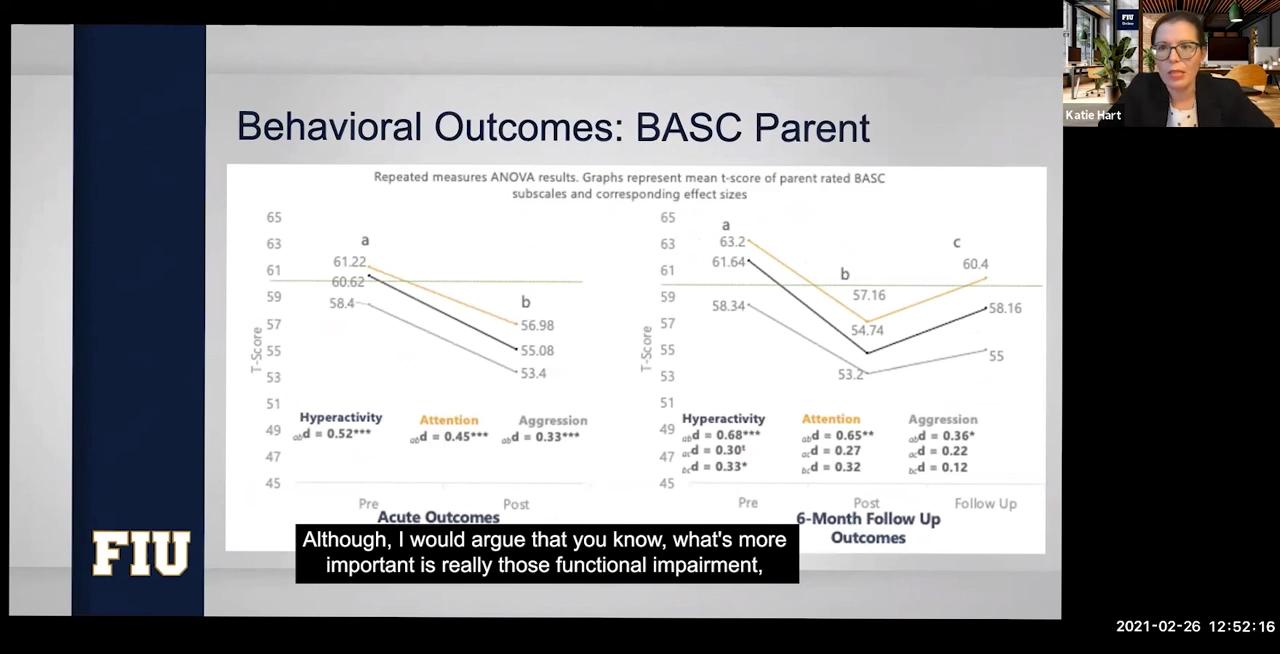 FIU
Online
Katie Hart
Behavioral Outcomes: BASC Parent
Repeated measures ANOVA results. Graphs represent mean t-score of parent rated BASC
subscales and corresponding effect sizes
65
63
61
59
57
55
53
51
49
47
45
T-Score
a
61.22
60.62
58.4
b
56.98
55.08
53.4
Hyperactivity
abd = 0.52***
Attention
abd = 0.45***
Aggression
abd = 0.33***
Pre
Post
Acute Outcomes
65
63
61
59
57
55
53
51
49
47
45
T-Score
a
63.2
61.64
58.34
b
57.16
54.74
53.2
c
60.4
58.16
55
Hyperactivity
abd = 0.68***
acd = 0.30ᵗ
bcd = 0.33*
Attention
abd = 0.65**
acd = 0.27
bcd = 0.32
Aggression
abd = 0.36*
acd = 0.22
bcd = 0.12
Pre
Post
Follow Up
6-Month Follow Up
Outcomes
FIU
Although, I would argue that you know, what's more
important is really those functional impairment,
2021-02-26 12:52:16